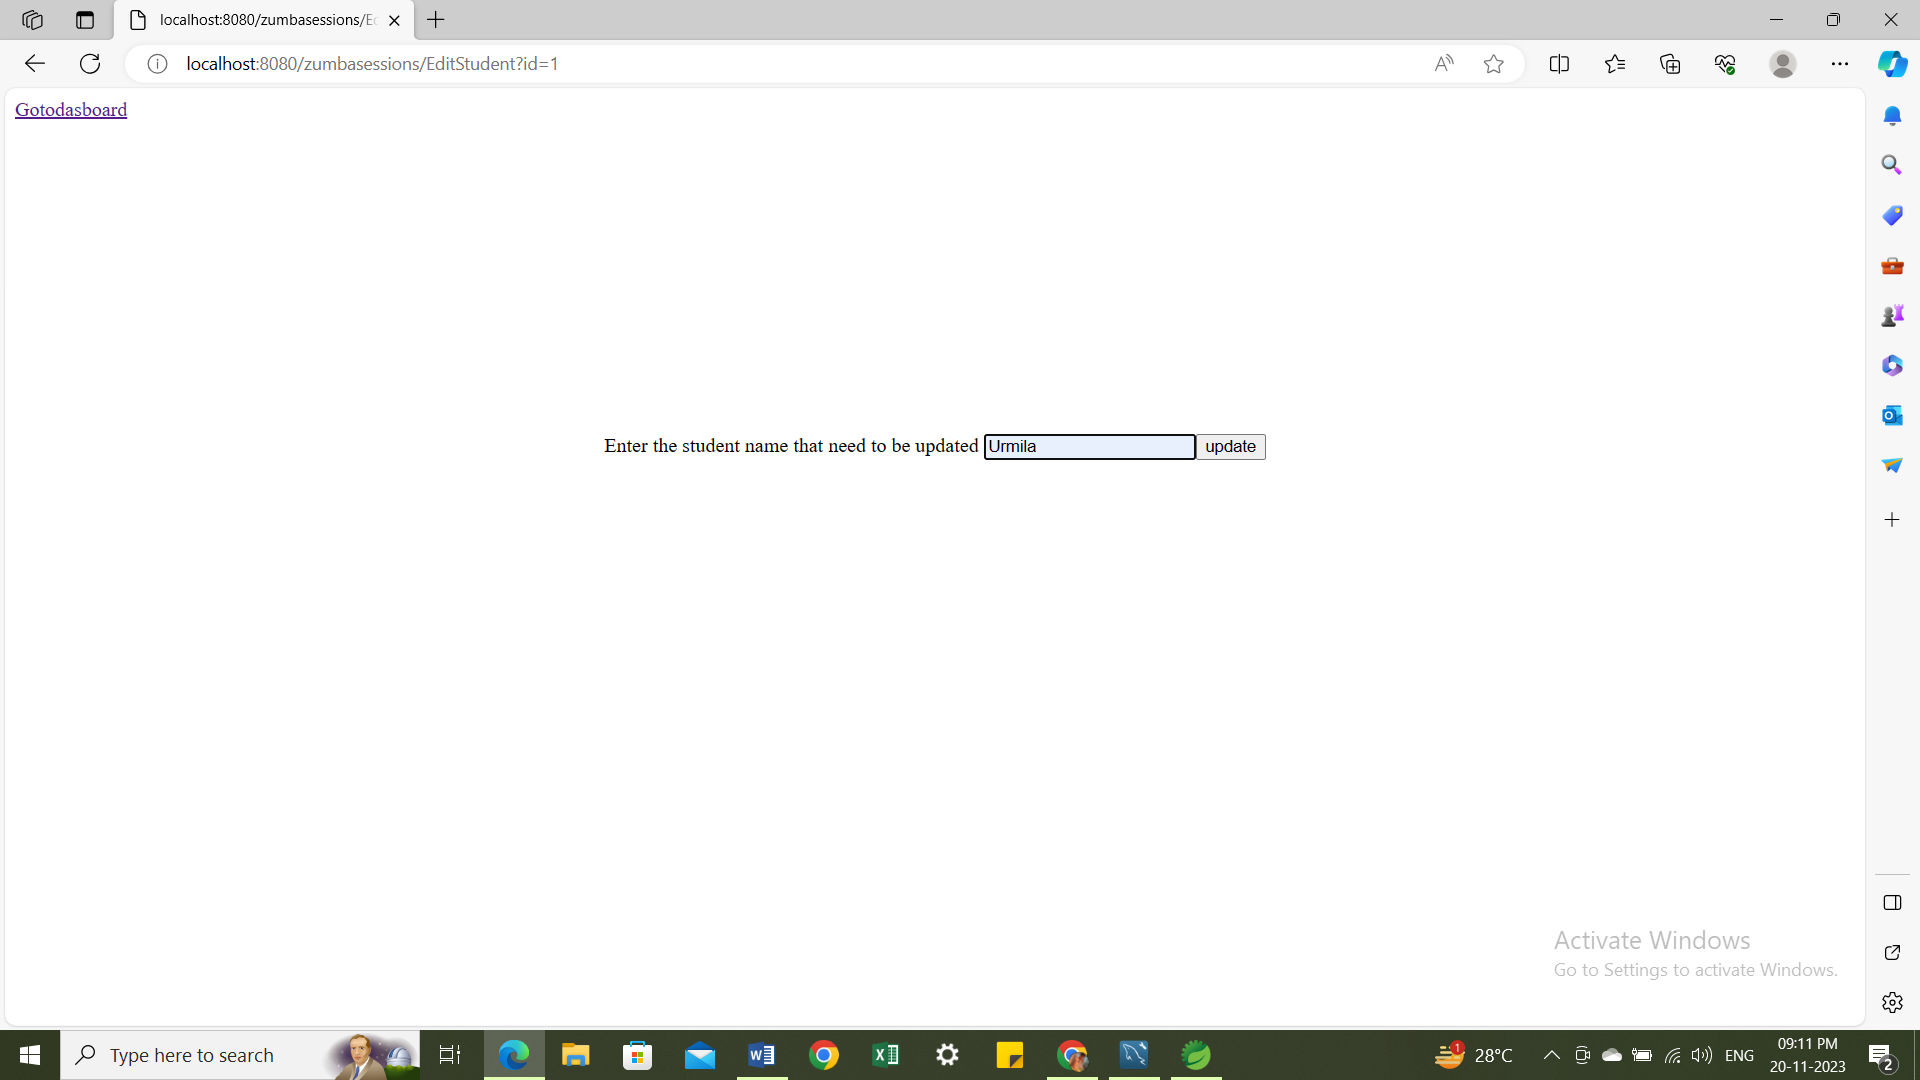 localhost:8080/zumbasessions/E
localhost:8080/zumbasessions/EditStudent?id=1
Gotodasboard
Enter the student name that need to be updated Urmila update
Activate Windows
Go to Settings to activate Windows.
Type here to search
1
28°C
ENG
09:11 PM
20-11-2023
2